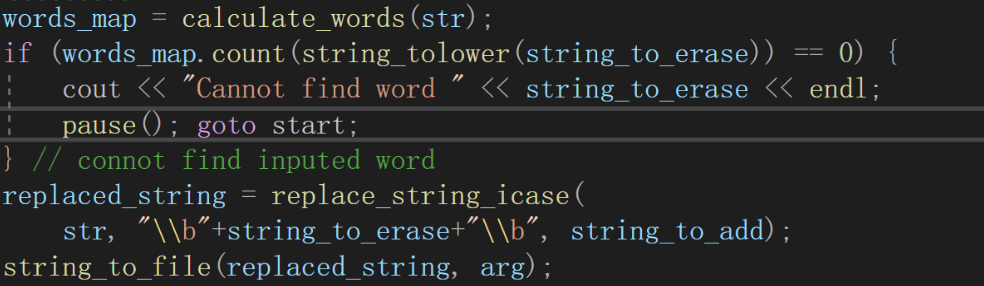 words_map = calculate_words(str);
if (words_map.count(string_tolower(string_to_erase)) == 0) {
cout << "Cannot find word " << string_to_erase << endl;
pause(); goto start;
} // connot find inputed word
replaced_string = replace_string_icase(
str, "\\b"+string_to_erase+"\\b", string_to_add);
string_to_file(replaced_string, arg);